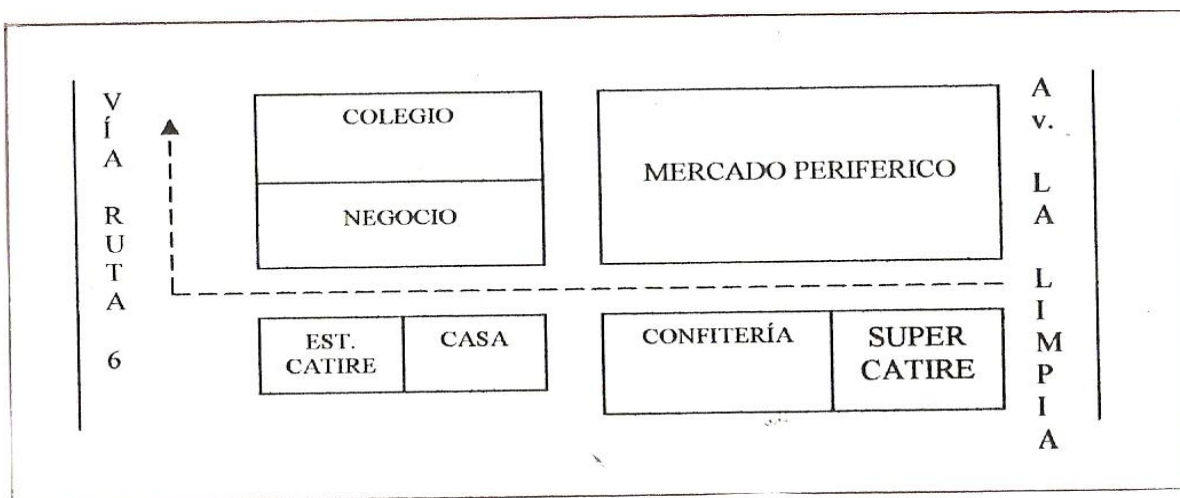 VÍA RUTA 6
COLEGIO
NEGOCIO
MERCADO PERIFERICO
EST.
CATIRE
CASA
CONFITERÍA
SUPER
CATIRE
Av. LA LIMPIA